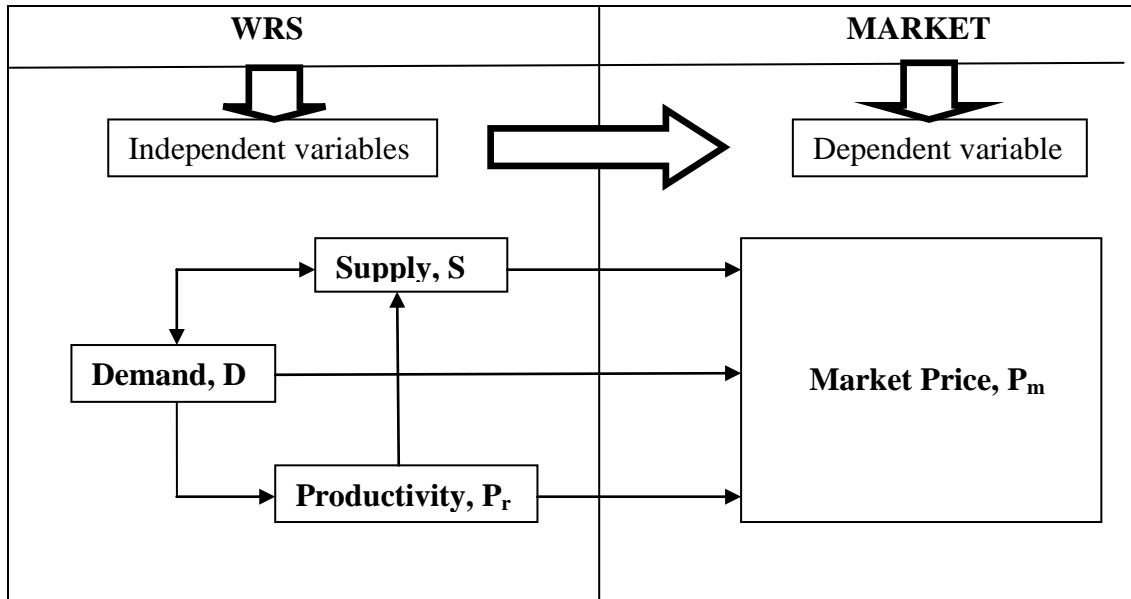 WRS
MARKET
Independent variables
Dependent variable
Supply, S
Demand, D
Market Price, Pm
Productivity, Pr